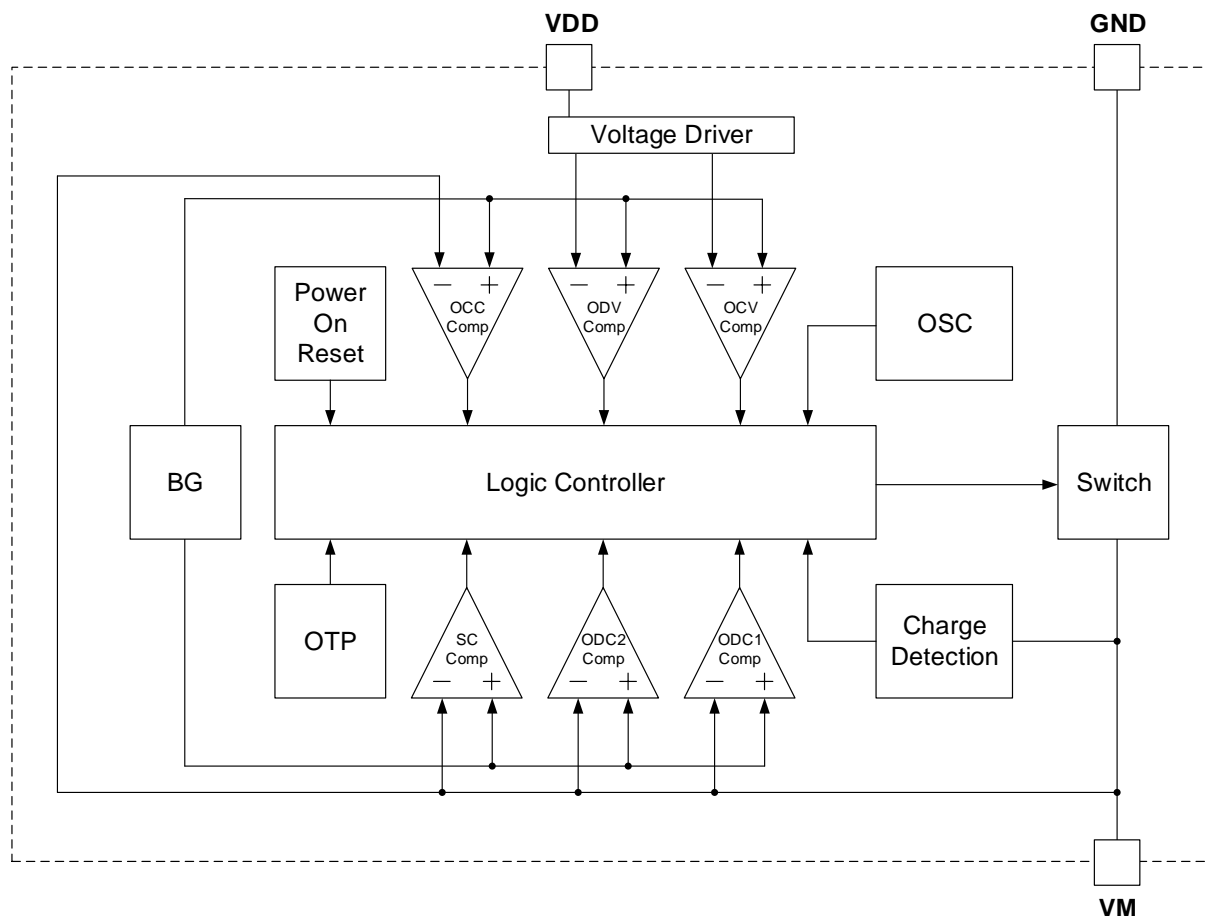 VDD
GND
Voltage Driver
Power
On
Reset
− +
OCC
Comp
− +
ODV
Comp
− +
OCV
Comp
OSC
BG
Logic Controller
Switch
OTP
SC
Comp
− +
ODC2
Comp
− +
ODC1
Comp
− +
Charge
Detection
VM